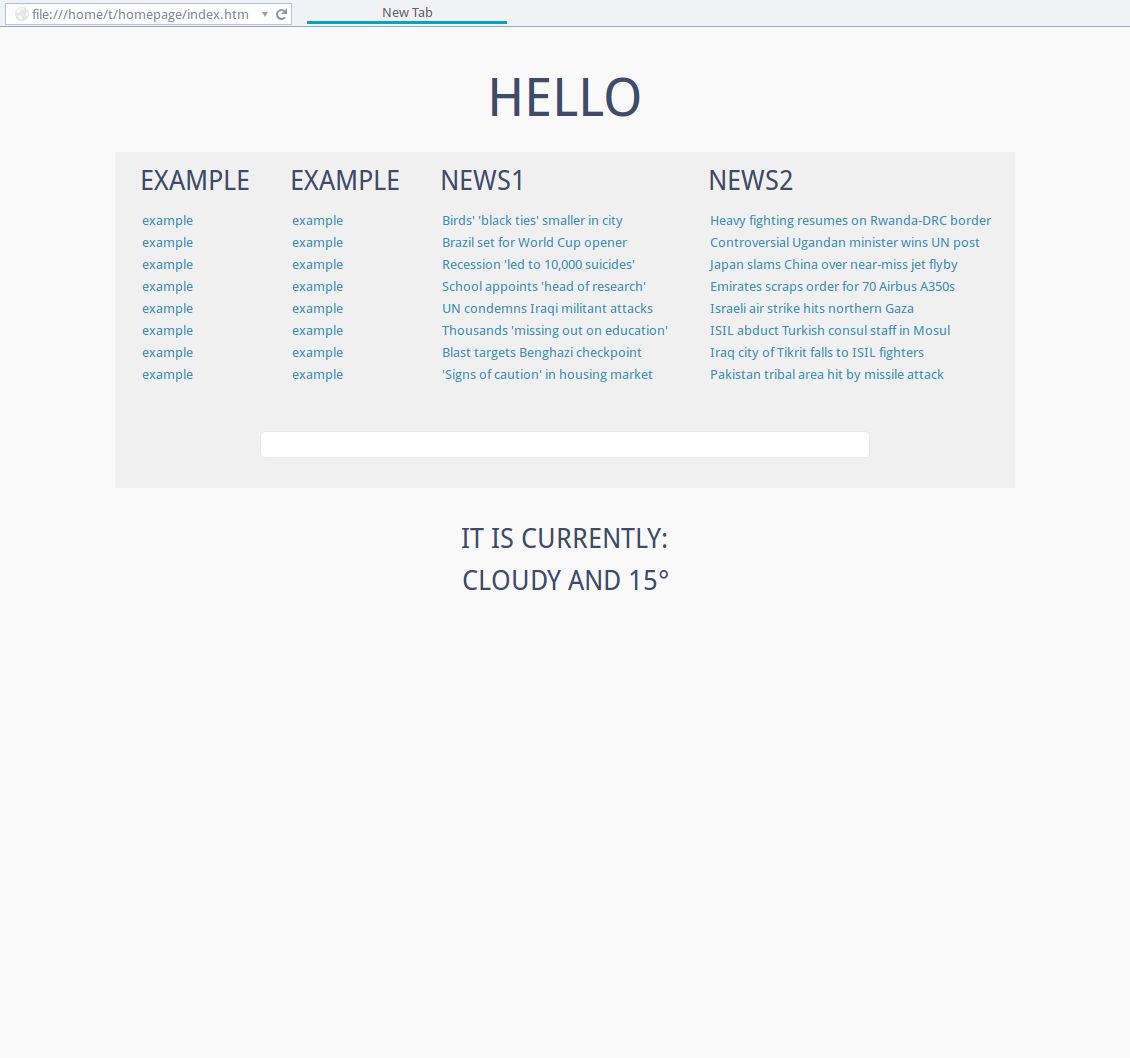 file:///home/t/homepage/index.htm
New Tab
HELLO
EXAMPLE
example
example
example
example
example
example
example
example
EXAMPLE
example
example
example
example
example
example
example
example
NEWS1
Birds' 'black ties' smaller in city
Brazil set for World Cup opener
Recession 'led to 10,000 suicides'
School appoints 'head of research'
UN condemns Iraqi militant attacks
Thousands 'missing out on education'
Blast targets Benghazi checkpoint
'Signs of caution' in housing market
NEWS2
Heavy fighting resumes on Rwanda-DRC border
Controversial Ugandan minister wins UN post
Japan slams China over near-miss jet flyby
Emirates scraps order for 70 Airbus A350s
Israeli air strike hits northern Gaza
ISIL abduct Turkish consul staff in Mosul
Iraq city of Tikrit falls to ISIL fighters
Pakistan tribal area hit by missile attack
IT IS CURRENTLY:
CLOUDY AND 15°